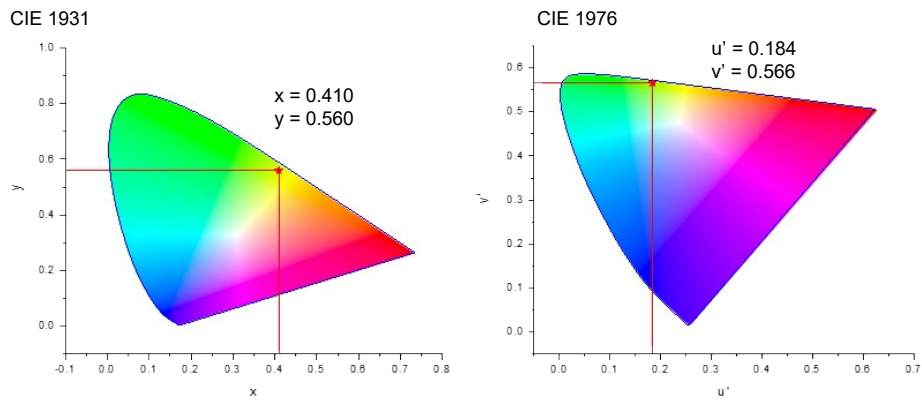 CIE 1931
1.0
0.8
0.6
0.4
0.2
0.0
y
x = 0.410
y = 0.560
-0.1 0.0 0.1 0.2 0.3 0.4 0.5 0.6 0.7 0.8
x
CIE 1976
0.6
0.5
0.4
0.3
0.2
0.1
0.0
v'
u’ = 0.184
v’ = 0.566
0.0 0.1 0.2 0.3 0.4 0.5 0.6 0.7
u'